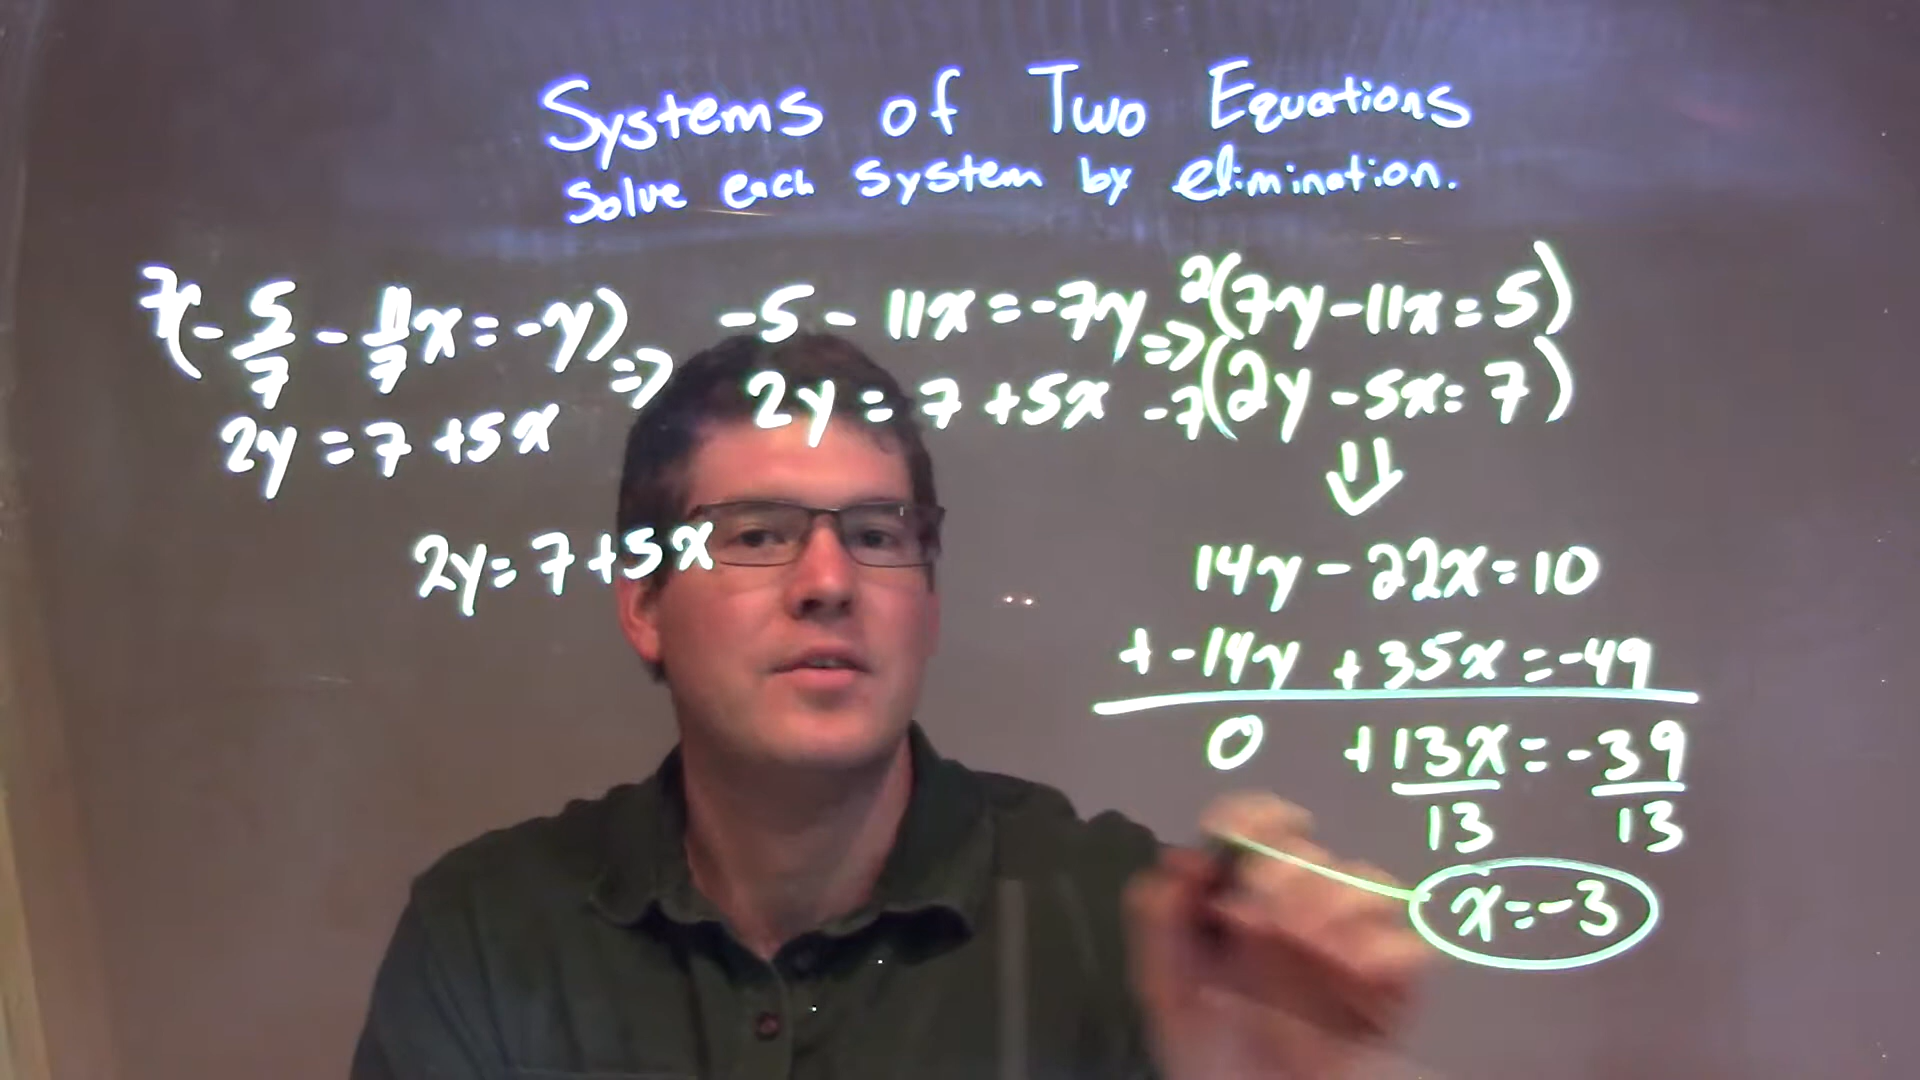 Systems of Two Equations
Solve each system by elimination.
7(-5/7 - 11/7x = -y)
2y = 7 + 5x
=>
-5 - 11x = -7y
2y = 7 + 5x
=>
2(7y - 11x = 5)
-7(2y - 5x = 7)
⇓
2y = 7 + 5x
14y - 22x = 10
+ -14y + 35x = -49
0 + 13x = -39
13 13
x = -3